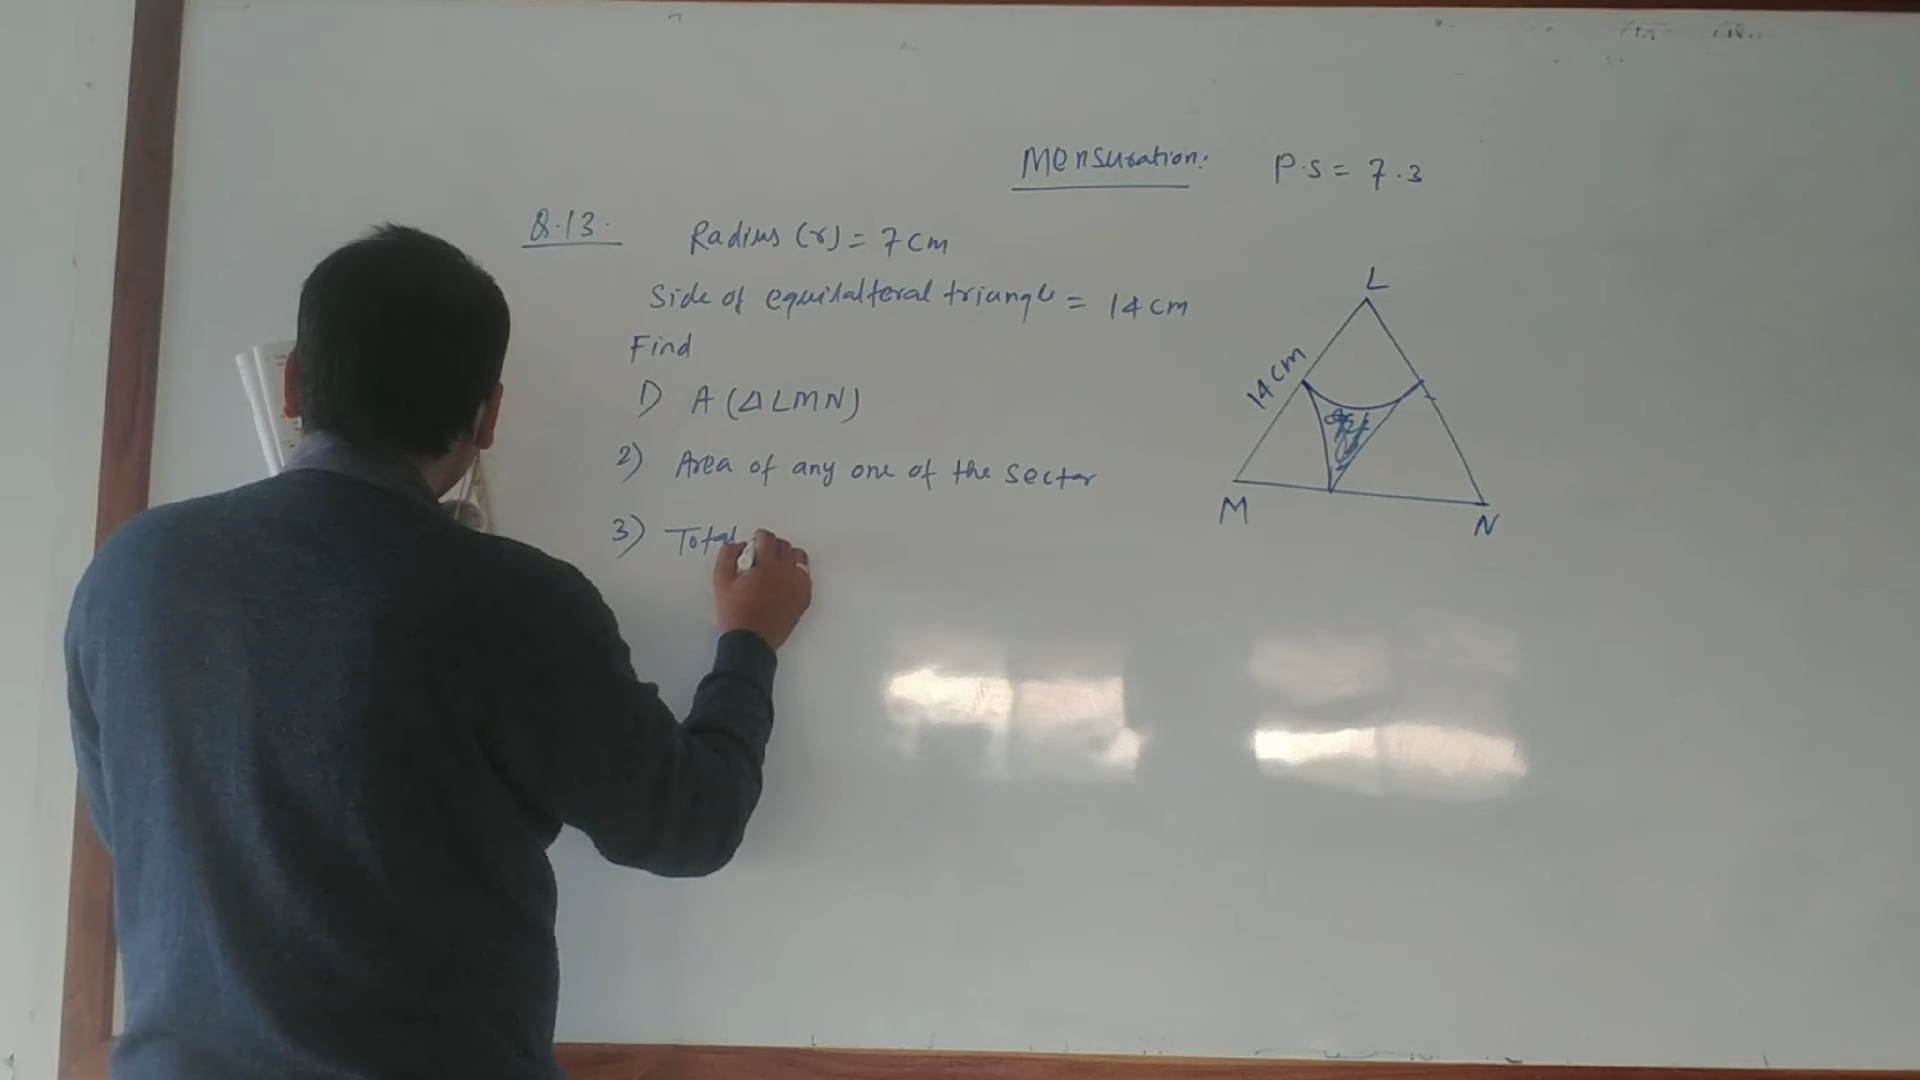 Mensuration:   P.S = 7.3
Q.13.   Radius (r) = 7 cm
Side of equilalteral triangle = 14 cm
Find
1) A (Δ LMN)
2) Area of any one of the sector
3) Total
L
14 cm
M
N